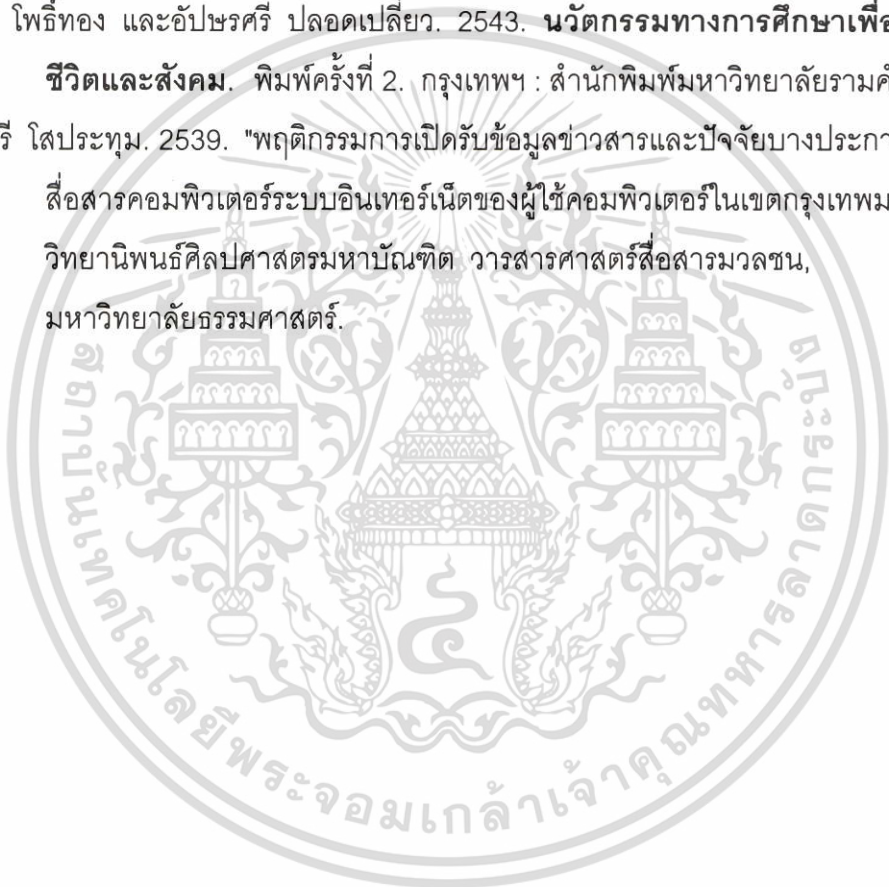 โพธิ์ทอง และอัปษรศรี ปลอดเปลี่ยว. 2543. นวัตกรรมทางการศึกษาเพื่อ
ชีวิตและสังคม. พิมพ์ครั้งที่ 2. กรุงเทพฯ : สำนักพิมพ์มหาวิทยาลัยรามคำ
รี โสประทุม. 2539. "พฤติกรรมการเปิดรับข้อมูลข่าวสารและปัจจัยบางประกา
สื่อสารคอมพิวเตอร์ระบบอินเทอร์เน็ตของผู้ใช้คอมพิวเตอร์ในเขตกรุงเทพม
วิทยานิพนธ์ศิลปศาสตรมหาบัณฑิต วารสารศาสตร์สื่อสารมวลชน,
มหาวิทยาลัยธรรมศาสตร์.
สถาบันเทคโนโลยีพระจอมเกล้าเจ้าคุณทหารลาดกระบัง